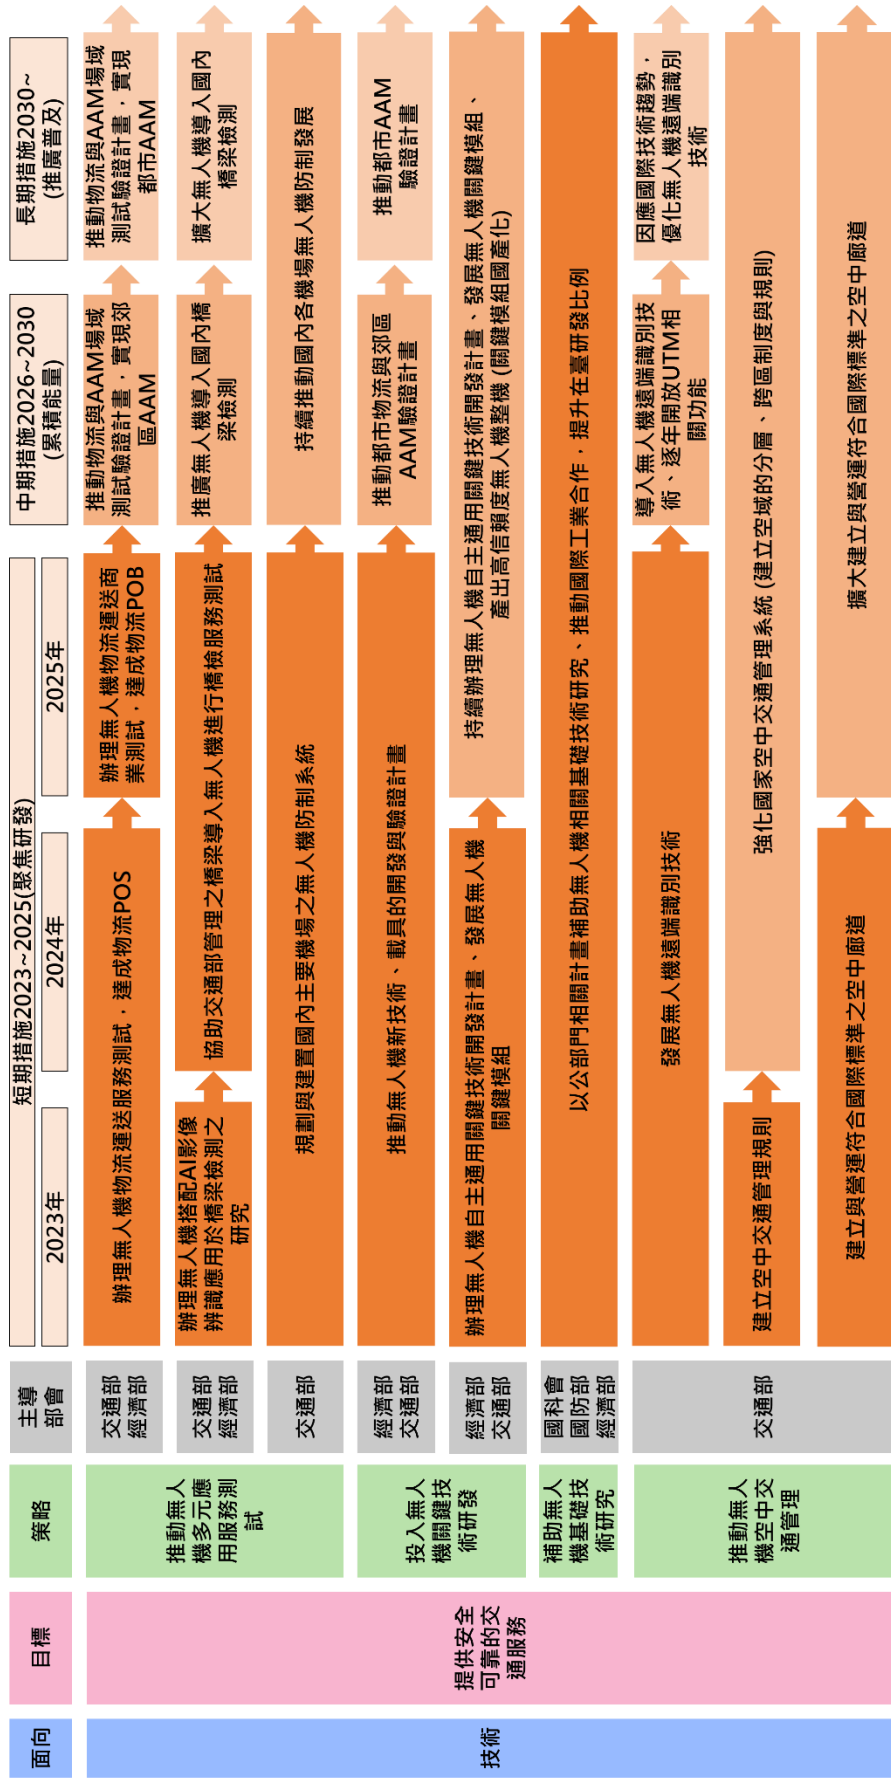 面向
目標
策略
主導
部會
短期措施2023~2025(聚焦研發)
2023年
2024年
2025年
中期措施2026~2030
(累積能量)
長期措施2030~
(推廣普及)
技術
提供安全
可靠的交
通服務
推動無人
機多元應
用服務測
試
交通部
經濟部
辦理無人機物流運送服務測試，達成物流POS
辦理無人機物流運送商
業測試，達成物流POB
推動物流與AAM場域
測試驗證計畫，實現郊
區AAM
推動物流與AAM場域
測試驗證計畫，實現
都市AAM
交通部
經濟部
辦理無人機搭配AI影像
辨識應用於橋梁檢測之
研究
協助交通部管理之橋梁導入無人機進行橋檢服務測試
推廣無人機導入國內橋
梁檢測
擴大無人機導入國內
橋梁檢測
交通部
規劃與建置國內主要機場之無人機防制系統
持續推動國內各機場無人機防制發展
投入無人
機關鍵技
術研發
經濟部
交通部
推動無人機新技術、載具的開發與驗證計畫
推動都市物流與郊區
AAM驗證計畫
推動都市AAM
驗證計畫
經濟部
交通部
辦理無人機自主通用關鍵技術開發計畫、發展無人機
關鍵模組
持續辦理無人機自主通用關鍵技術開發計畫、發展無人機關鍵模組、
產出高信賴度無人機整機 (關鍵模組國產化)
補助無人
機基礎技
術研究
國科會
國防部
經濟部
以公部門相關計畫補助無人機相關基礎技術研究、推動國際工業合作，提升在臺研發比例
推動無人
機空中交
通管理
交通部
發展無人機遠端識別技術
導入無人機遠端識別技
術、逐年開放UTM相
關功能
因應國際技術趨勢，
優化無人機遠端識別
技術
建立空中交通管理規則
強化國家空中交通管理系統 (建立空域的分層、跨區制度與規則)
建立與營運符合國際標準之空中廊道
擴大建立與營運符合國際標準之空中廊道